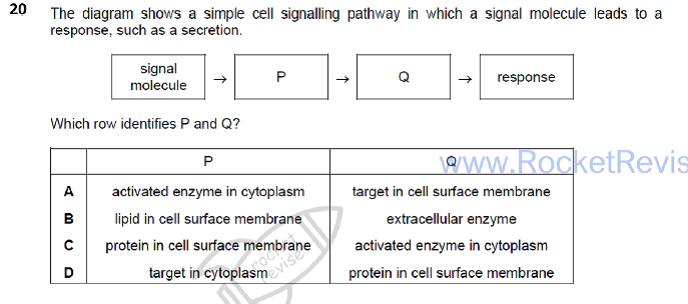 20 The diagram shows a simple cell signalling pathway in which a signal molecule leads to a
response, such as a secretion.
signal molecule → P → Q → response
Which row identifies P and Q?
P Q
A activated enzyme in cytoplasm target in cell surface membrane
B lipid in cell surface membrane extracellular enzyme
C protein in cell surface membrane activated enzyme in cytoplasm
D target in cytoplasm protein in cell surface membrane
www.RocketRevis
rocket
revise